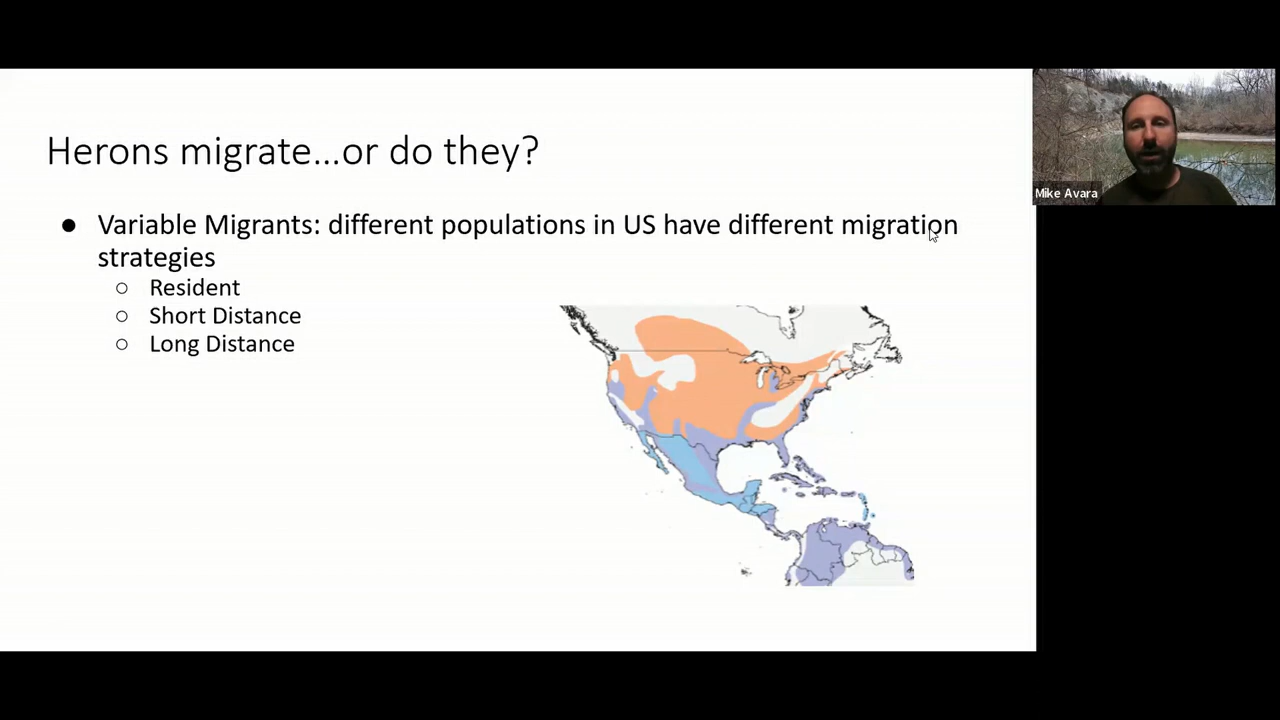 Herons migrate...or do they?
● Variable Migrants: different populations in US have different migration
strategies
○ Resident
○ Short Distance
○ Long Distance
Mike Avara